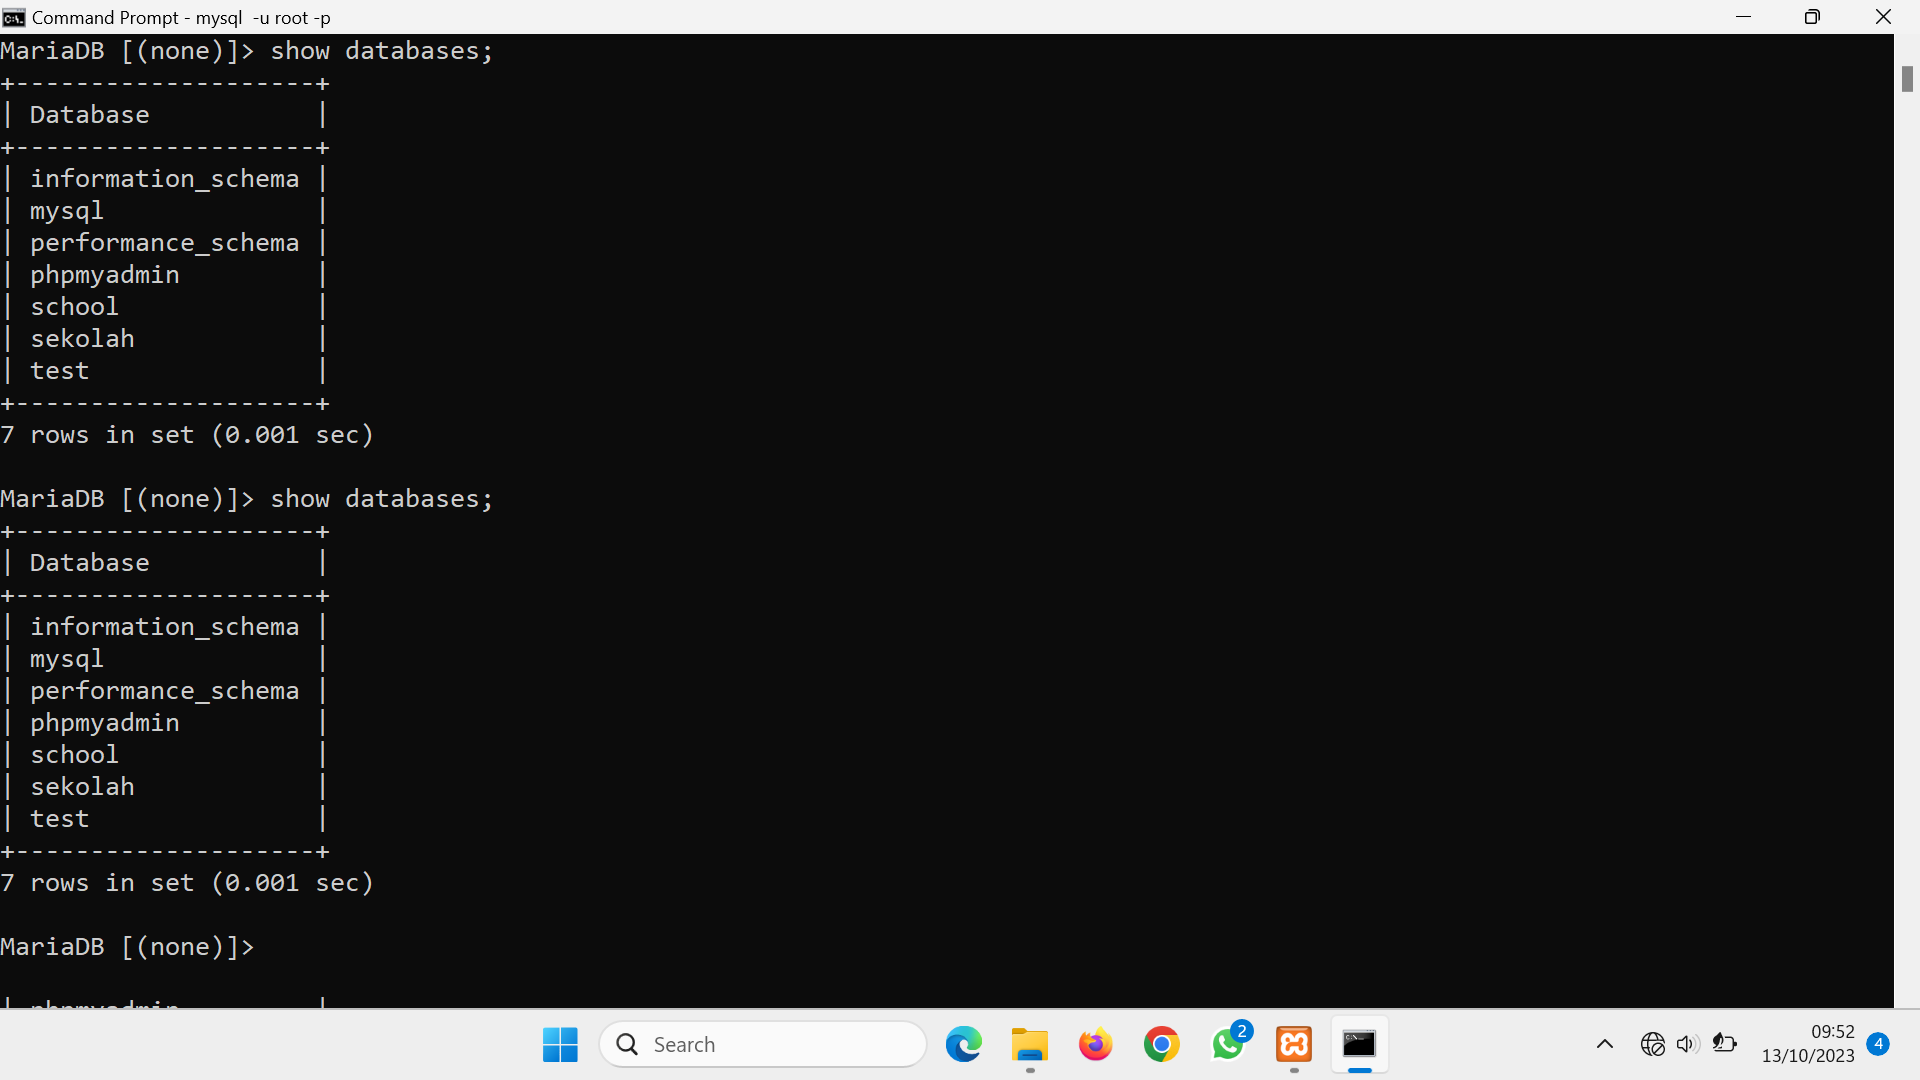 Command Prompt - mysql  -u root -p
MariaDB [(none)]> show databases;
+--------------------+
| Database           |
+--------------------+
| information_schema |
| mysql              |
| performance_schema |
| phpmyadmin         |
| school             |
| sekolah            |
| test               |
+--------------------+
7 rows in set (0.001 sec)
MariaDB [(none)]> show databases;
+--------------------+
| Database           |
+--------------------+
| information_schema |
| mysql              |
| performance_schema |
| phpmyadmin         |
| school             |
| sekolah            |
| test               |
+--------------------+
7 rows in set (0.001 sec)
MariaDB [(none)]>
| phpmyadmin         |
Search
2
09:52
13/10/2023
4